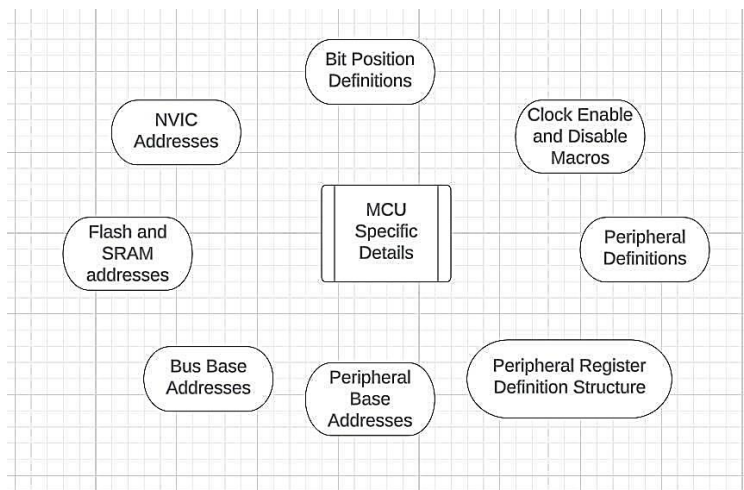 Bit Position
Definitions
NVIC
Addresses
Clock Enable
and Disable
Macros
MCU
Specific
Details
Flash and
SRAM
addresses
Peripheral
Definitions
Bus Base
Addresses
Peripheral
Base
Addresses
Peripheral Register
Definition Structure